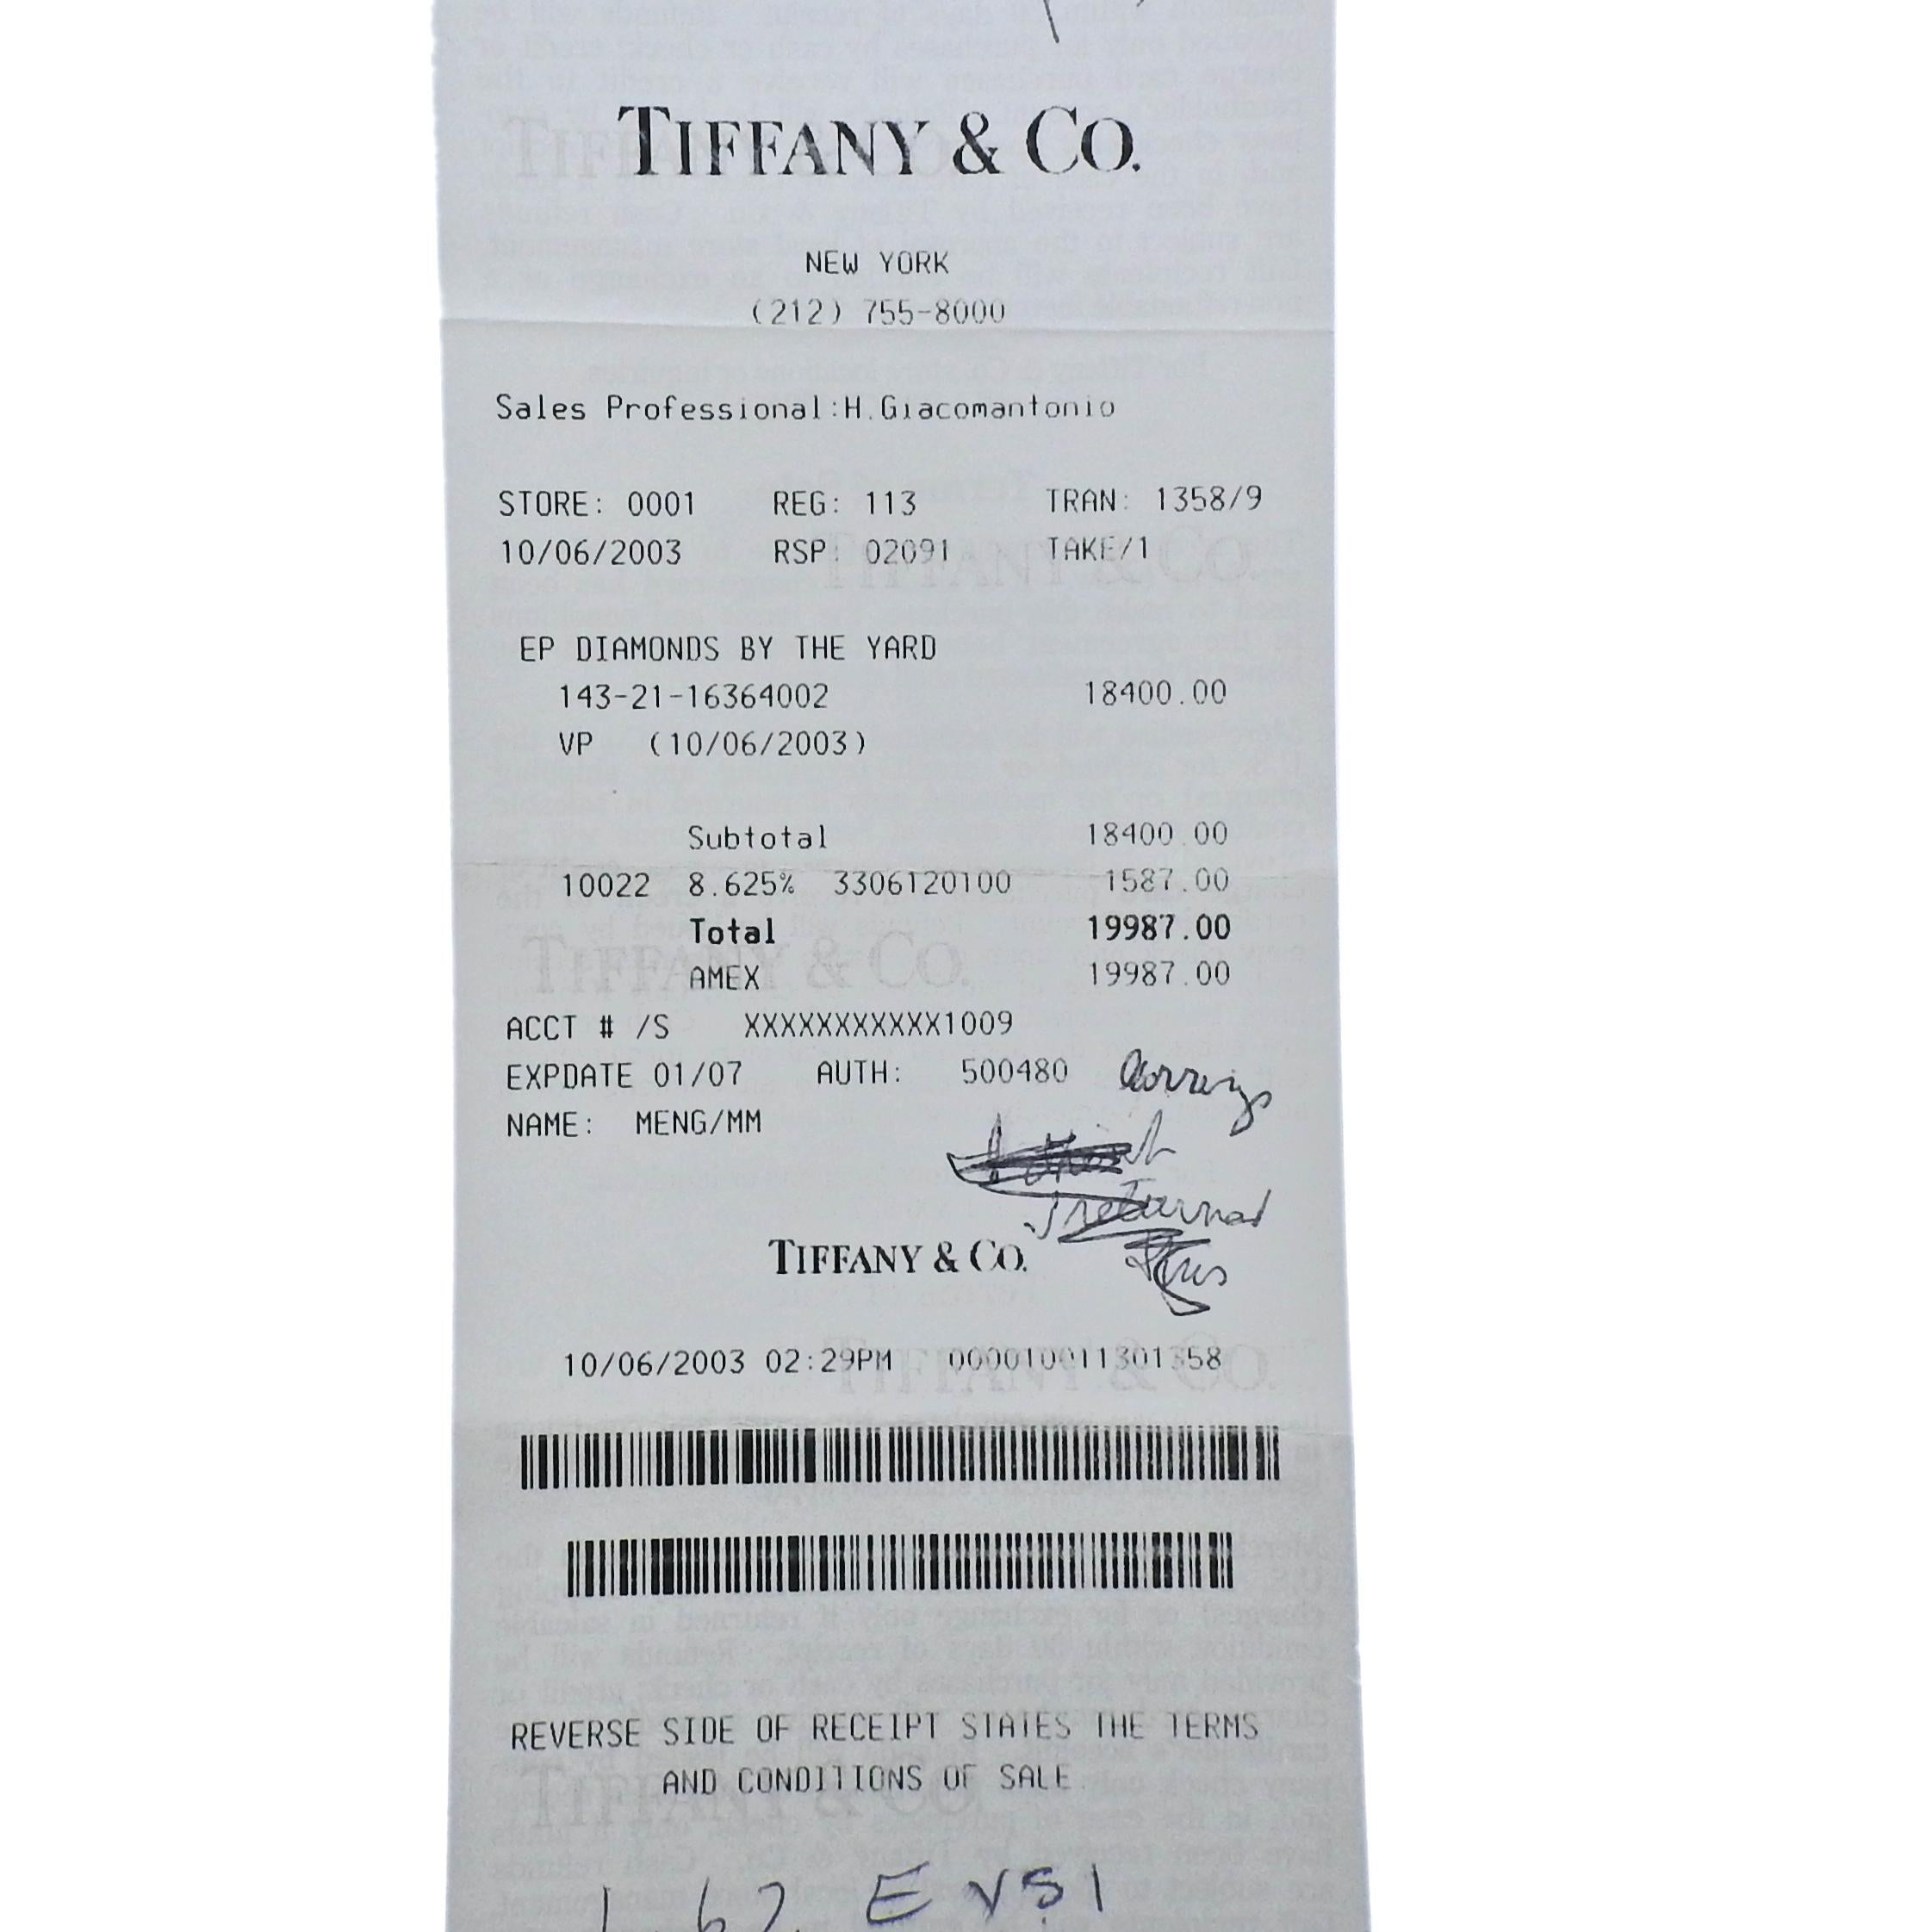 TIFFANY & CO.
NEW YORK
(212) 755-8000
Sales Professional:H.Giacomantonio
STORE: 0001 REG: 113 TRAN: 1358/9
10/06/2003 RSP: 02091 TAKE/1
EP DIAMONDS BY THE YARD
143-21-16364002 18400.00
VP (10/06/2003)
Subtotal 18400.00
10022 8.625% 3306120100 1587.00
Total 19987.00
AMEX 19987.00
ACCT # /S XXXXXXXXXXX1009
EXPDATE 01/07 AUTH: 500480
NAME: MENG/MM
returned
TIFFANY & CO.
10/06/2003 02:29PM 000010011301358
REVERSE SIDE OF RECEIPT STATES THE TERMS
AND CONDITIONS OF SALE
1.62 E VS1